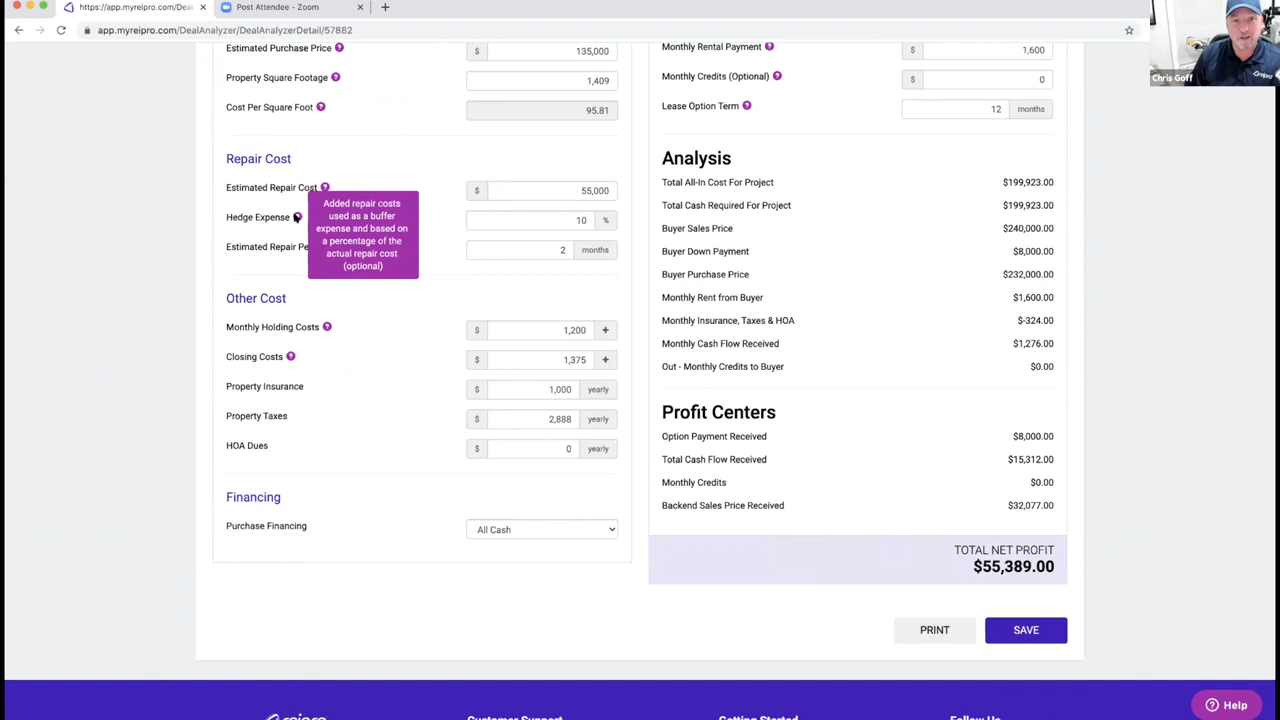 https://app.myreipro.com/Deal
Post Attendee - Zoom
app.myreipro.com/DealAnalyzer/DealAnalyzerDetail/57882
Chris Goff
Estimated Purchase Price ?
$ 135,000
Property Square Footage ?
1,409
Cost Per Square Foot ?
95.81
Repair Cost
Estimated Repair Cost ?
$ 55,000
Hedge Expense
10 %
Estimated Repair Pe
2 months
Added repair costs
used as a buffer
expense and based on
a percentage of the
actual repair cost
(optional)
Other Cost
Monthly Holding Costs ?
$ 1,200 +
Closing Costs ?
$ 1,375 +
Property Insurance
$ 1,000 yearly
Property Taxes
$ 2,888 yearly
HOA Dues
$ 0 yearly
Financing
Purchase Financing
All Cash
Monthly Rental Payment ?
$ 1,600
Monthly Credits (Optional) ?
$ 0
Lease Option Term ?
12 months
Analysis
Total All-In Cost For Project $199,923.00
Total Cash Required For Project $199,923.00
Buyer Sales Price $240,000.00
Buyer Down Payment $8,000.00
Buyer Purchase Price $232,000.00
Monthly Rent from Buyer $1,600.00
Monthly Insurance, Taxes & HOA $-324.00
Monthly Cash Flow Received $1,276.00
Out - Monthly Credits to Buyer $0.00
Profit Centers
Option Payment Received $8,000.00
Total Cash Flow Received $15,312.00
Monthly Credits $0.00
Backend Sales Price Received $32,077.00
TOTAL NET PROFIT
$55,389.00
PRINT
SAVE
reipro
Customer Support
Getting Started
Follow Us
? Help